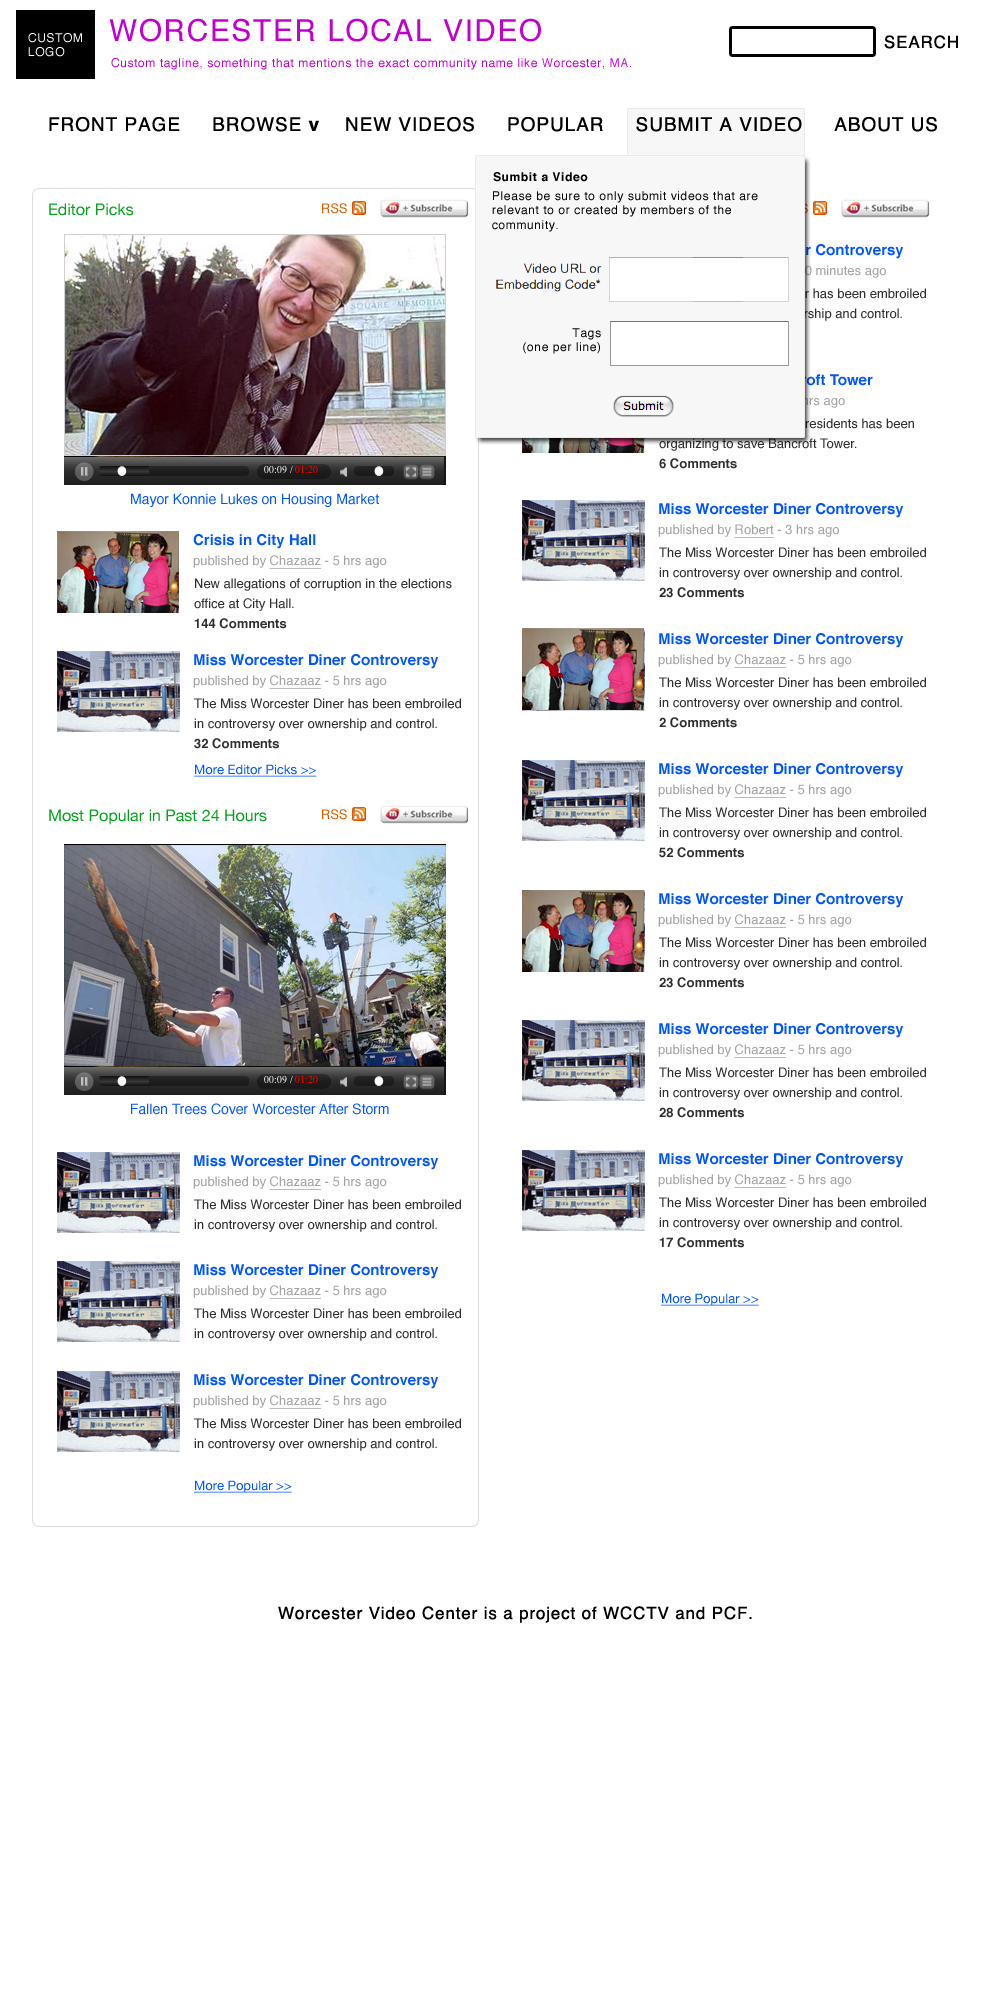 CUSTOM
LOGO
WORCESTER LOCAL VIDEO
Custom tagline, something that mentions the exact community name like Worcester, MA.
SEARCH
FRONT PAGE BROWSE v NEW VIDEOS POPULAR SUBMIT A VIDEO ABOUT US
Sumbit a Video
Please be sure to only submit videos that are
relevant to or created by members of the
community.
Video URL or
Embedding Code*
Tags
(one per line)
Submit
Editor Picks RSS + Subscribe
SQUARE MEMORIAL
00:09 / 01:20
Mayor Konnie Lukes on Housing Market
Crisis in City Hall
published by Chazaaz - 5 hrs ago
New allegations of corruption in the elections
office at City Hall.
144 Comments
Miss Worcester Diner Controversy
published by Chazaaz - 5 hrs ago
The Miss Worcester Diner has been embroiled
in controversy over ownership and control.
32 Comments
More Editor Picks >>
Most Popular in Past 24 Hours RSS + Subscribe
00:09 / 01:20
Fallen Trees Cover Worcester After Storm
Miss Worcester Diner Controversy
published by Chazaaz - 5 hrs ago
The Miss Worcester Diner has been embroiled
in controversy over ownership and control.
Miss Worcester Diner Controversy
published by Chazaaz - 5 hrs ago
The Miss Worcester Diner has been embroiled
in controversy over ownership and control.
Miss Worcester Diner Controversy
published by Chazaaz - 5 hrs ago
The Miss Worcester Diner has been embroiled
in controversy over ownership and control.
More Popular >>
+ Subscribe
Controversy
0 minutes ago
has been embroiled
and control.
Tower
hrs ago
residents has been
organizing to save Bancroft Tower.
6 Comments
Miss Worcester Diner Controversy
published by Robert - 3 hrs ago
The Miss Worcester Diner has been embroiled
in controversy over ownership and control.
23 Comments
Miss Worcester Diner Controversy
published by Chazaaz - 5 hrs ago
The Miss Worcester Diner has been embroiled
in controversy over ownership and control.
2 Comments
Miss Worcester Diner Controversy
published by Chazaaz - 5 hrs ago
The Miss Worcester Diner has been embroiled
in controversy over ownership and control.
52 Comments
Miss Worcester Diner Controversy
published by Chazaaz - 5 hrs ago
The Miss Worcester Diner has been embroiled
in controversy over ownership and control.
23 Comments
Miss Worcester Diner Controversy
published by Chazaaz - 5 hrs ago
The Miss Worcester Diner has been embroiled
in controversy over ownership and control.
28 Comments
Miss Worcester Diner Controversy
published by Chazaaz - 5 hrs ago
The Miss Worcester Diner has been embroiled
in controversy over ownership and control.
17 Comments
More Popular >>
Worcester Video Center is a project of WCCTV and PCF.